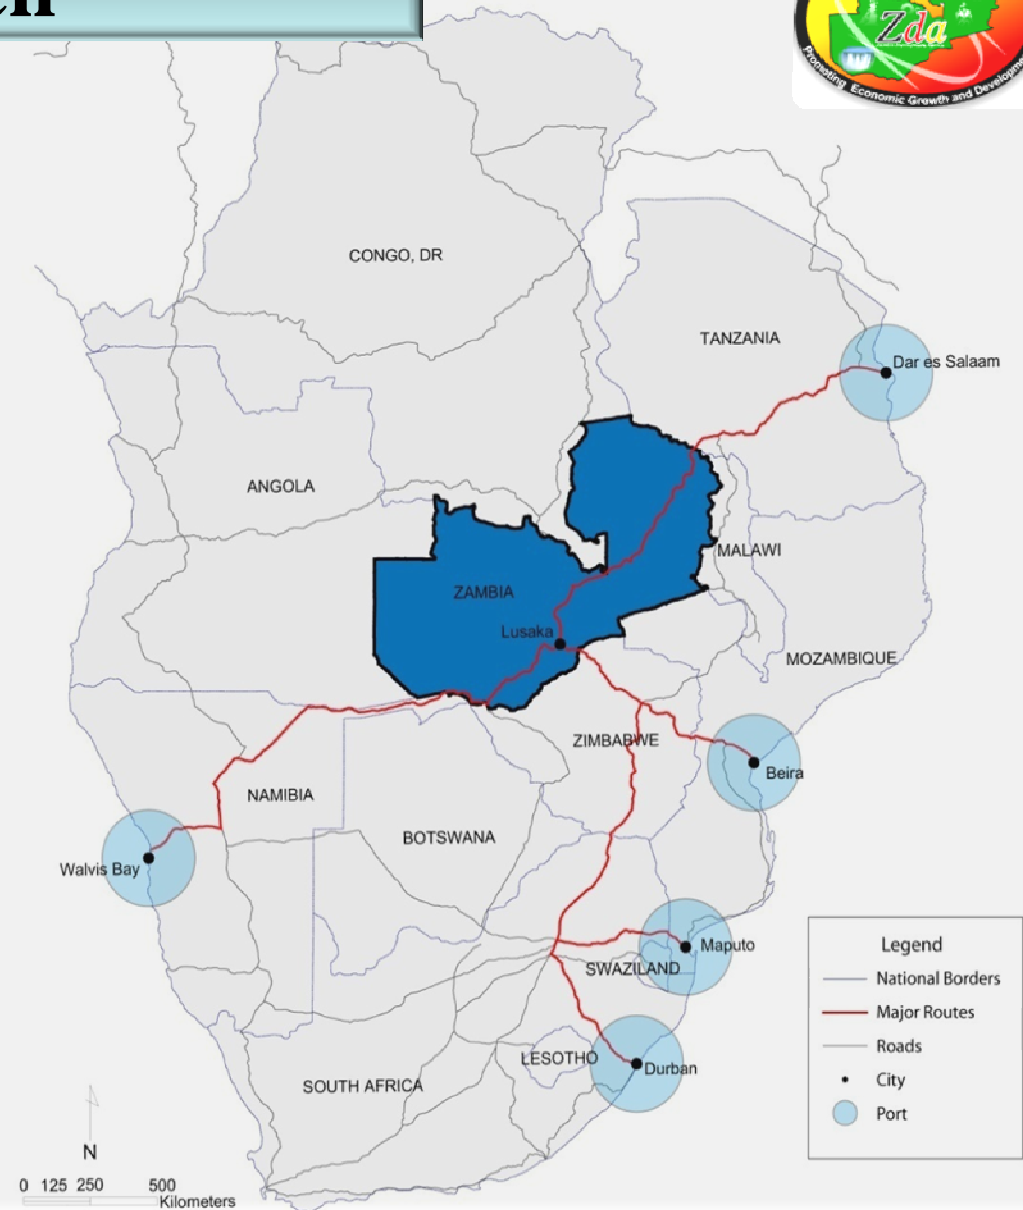 Zda
Promoting Economic Growth and Developme
CONGO, DR
TANZANIA
Dar es Salaam
ANGOLA
MALAWI
ZAMBIA
Lusaka
MOZAMBIQUE
ZIMBABWE
Beira
NAMIBIA
BOTSWANA
Walvis Bay
Maputo
SWAZILAND
LESOTHO
Durban
SOUTH AFRICA
Legend
National Borders
Major Routes
Roads
City
Port
N
0 125 250 500
Kilometers